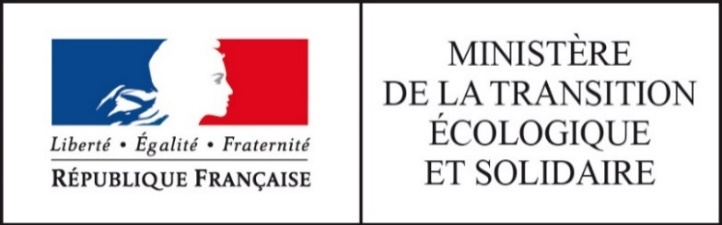 Liberté • Égalité • Fraternité
RÉPUBLIQUE FRANÇAISE
MINISTÈRE
DE LA TRANSITION
ÉCOLOGIQUE
ET SOLIDAIRE